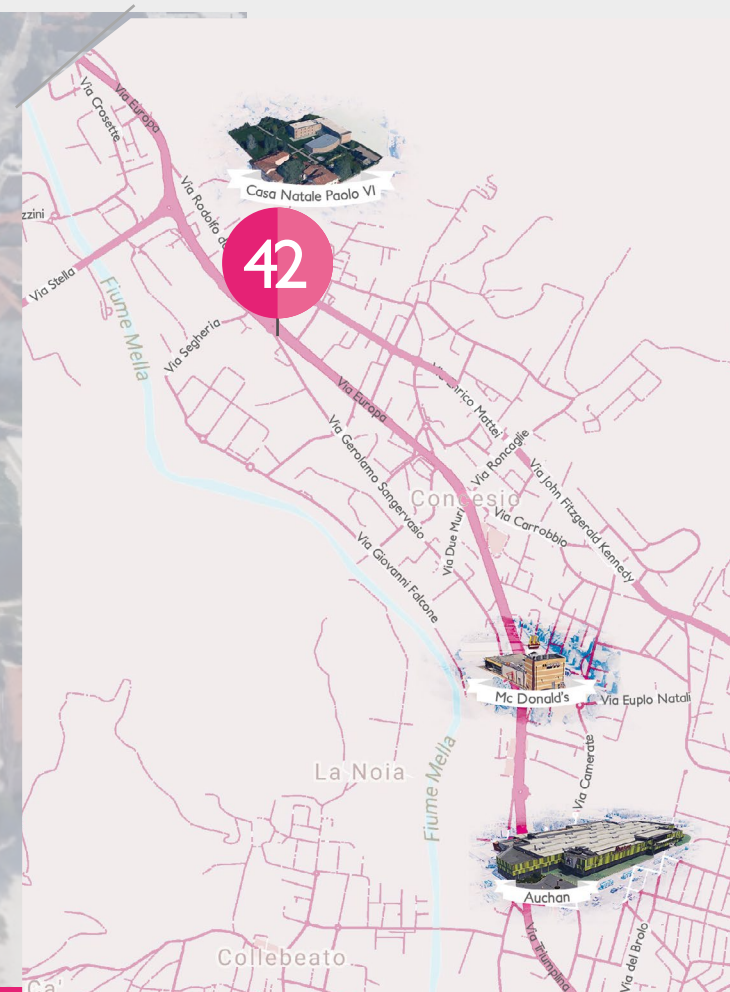 Via Crosette
Via Europa
Casa Natale Paolo VI
zzini
Via Rodolfo da
42
Via Stella
Fiume Mella
Via Segheria
Via Europa
Via Enrico Mattei
Via Gerolamo Sangervasio
Via Roncaglie
Via John Fitzgerald Kennedy
Concesio
Via Due Muri
Via Carrobbio
Via Giovanni Falcone
Mc Donald's
Via Euplo Natali
La Noia
Fiume Mella
Via Camerate
Auchan
Via Triumplina
Via del Brolo
Collebeato
Ca'